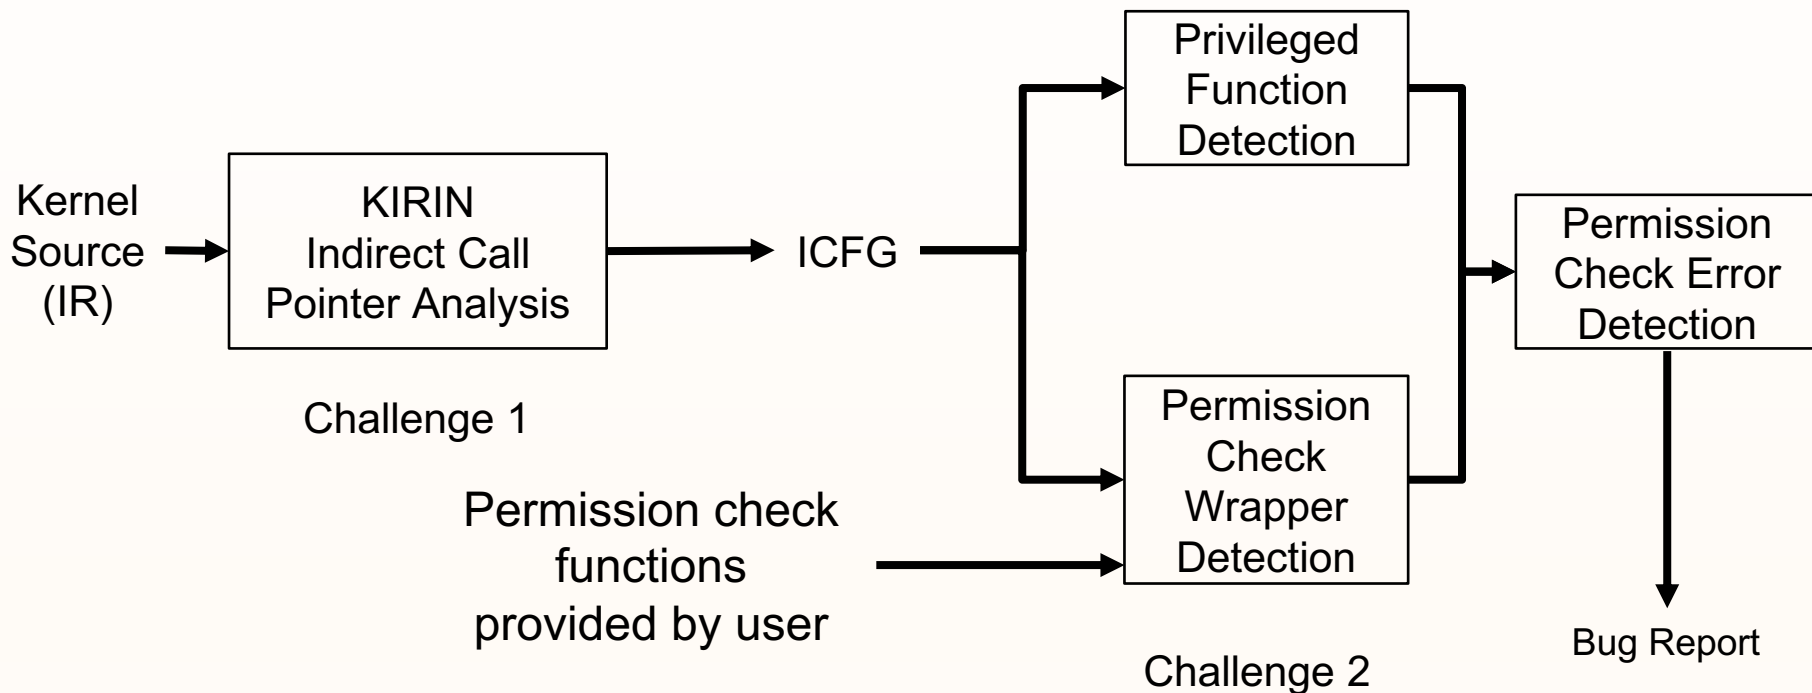 Kernel
Source
(IR)
KIRIN
Indirect Call
Pointer Analysis
Challenge 1
ICFG
Privileged
Function
Detection
Permission check
functions
provided by user
Permission
Check
Wrapper
Detection
Challenge 2
Permission
Check Error
Detection
Bug Report